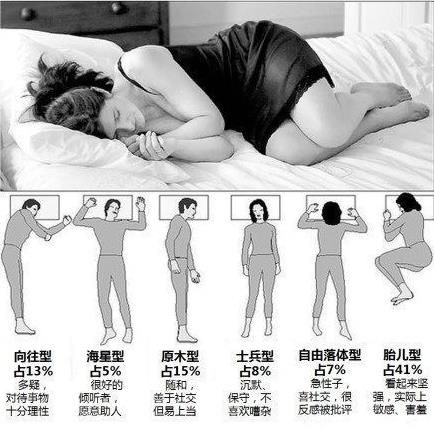 向往型
占13%
多疑，
对待事物
十分理性
海星型
占5%
很好的
倾听者，
愿意助人
原木型
占15%
随和，
善于社交
但易上当
士兵型
占8%
沉默、
保守，不
喜欢嘈杂
自由落体型
占7%
急性子，
喜社交，很
反感被批评
胎儿型
占41%
看起来坚
强，实际上
敏感、害羞